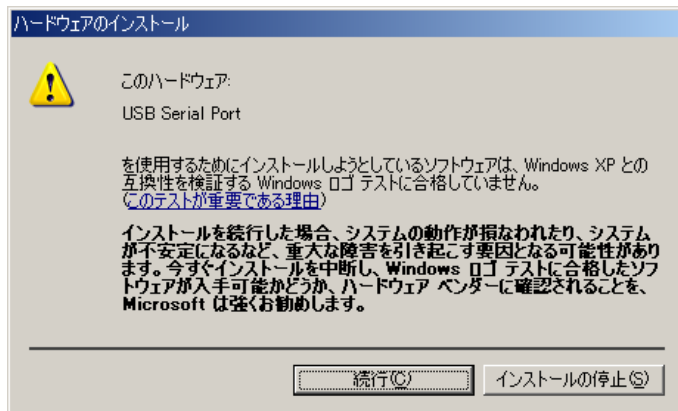 ハードウェアのインストール
このハードウェア:
USB Serial Port
を使用するためにインストールしようとしているソフトウェアは、Windows XP との
互換性を検証する Windows ロゴ テストに合格していません。
(このテストが重要である理由)
インストールを続行した場合、システムの動作が損なわれたり、システム
が不安定になるなど、重大な障害を引き起こす要因となる可能性があり
ます。今すぐインストールを中断し、Windows ロゴ テストに合格したソフ
トウェアが入手可能かどうか、ハードウェア ベンダーに確認されることを、
Microsoft は強くお勧めします。
続行(C) インストールの停止(S)